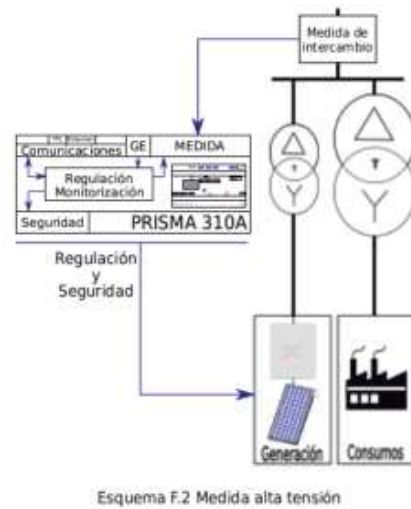 Medida de
intercambio
Comunicaciones
GE
MEDIDA
Regulación
Monitorización
Seguridad
PRISMA 310A
Regulación
y
Seguridad
Generación
Consumos
Esquema F.2 Medida alta tensión